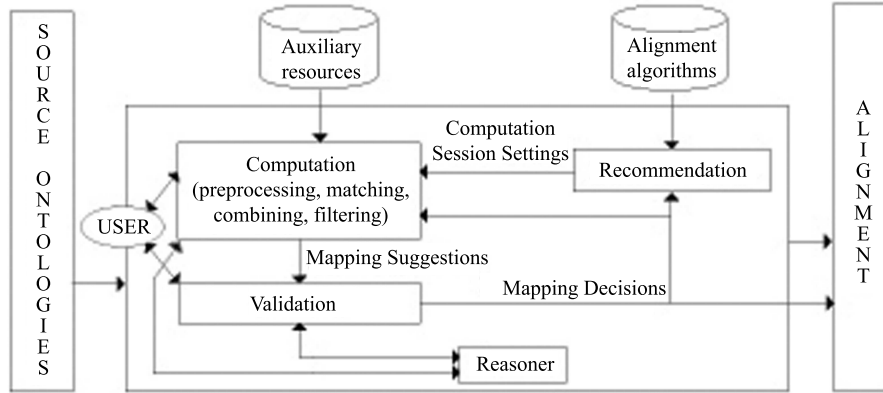 SOURCE ONTOLOGIES
Auxiliary
resources
Alignment
algorithms
ALIGNMENT
Computation
Session Settings
Computation
(preprocessing, matching,
combining, filtering)
Recommendation
USER
Mapping Suggestions
Mapping Decisions
Validation
Reasoner